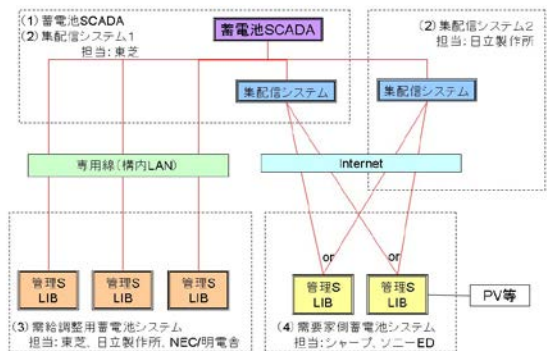 (1) 蓄電池SCADA
(2) 集配信システム1
担当: 東芝
蓄電池SCADA
(2) 集配信システム2
担当: 日立製作所
集配信システム
集配信システム
専用線(構内LAN)
Internet
or
or
管理S
LIB
管理S
LIB
管理S
LIB
管理S
LIB
管理S
LIB
PV等
(3) 需給調整用蓄電池システム
担当: 東芝、日立製作所、NEC/明電舎
(4) 需要家側蓄電池システム
担当: シャープ、ソニーED